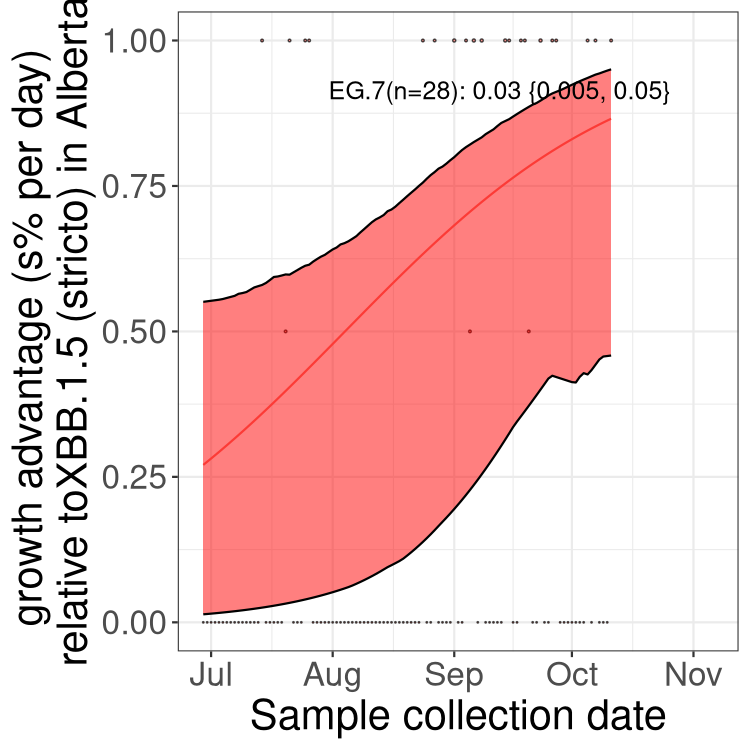 growth advantage (s% per day)
relative toXBB.1.5 (stricto) in Alberta
1.00
0.75
0.50
0.25
0.00
EG.7(n=28): 0.03 {0.005, 0.05}
Jul Aug Sep Oct Nov
Sample collection date